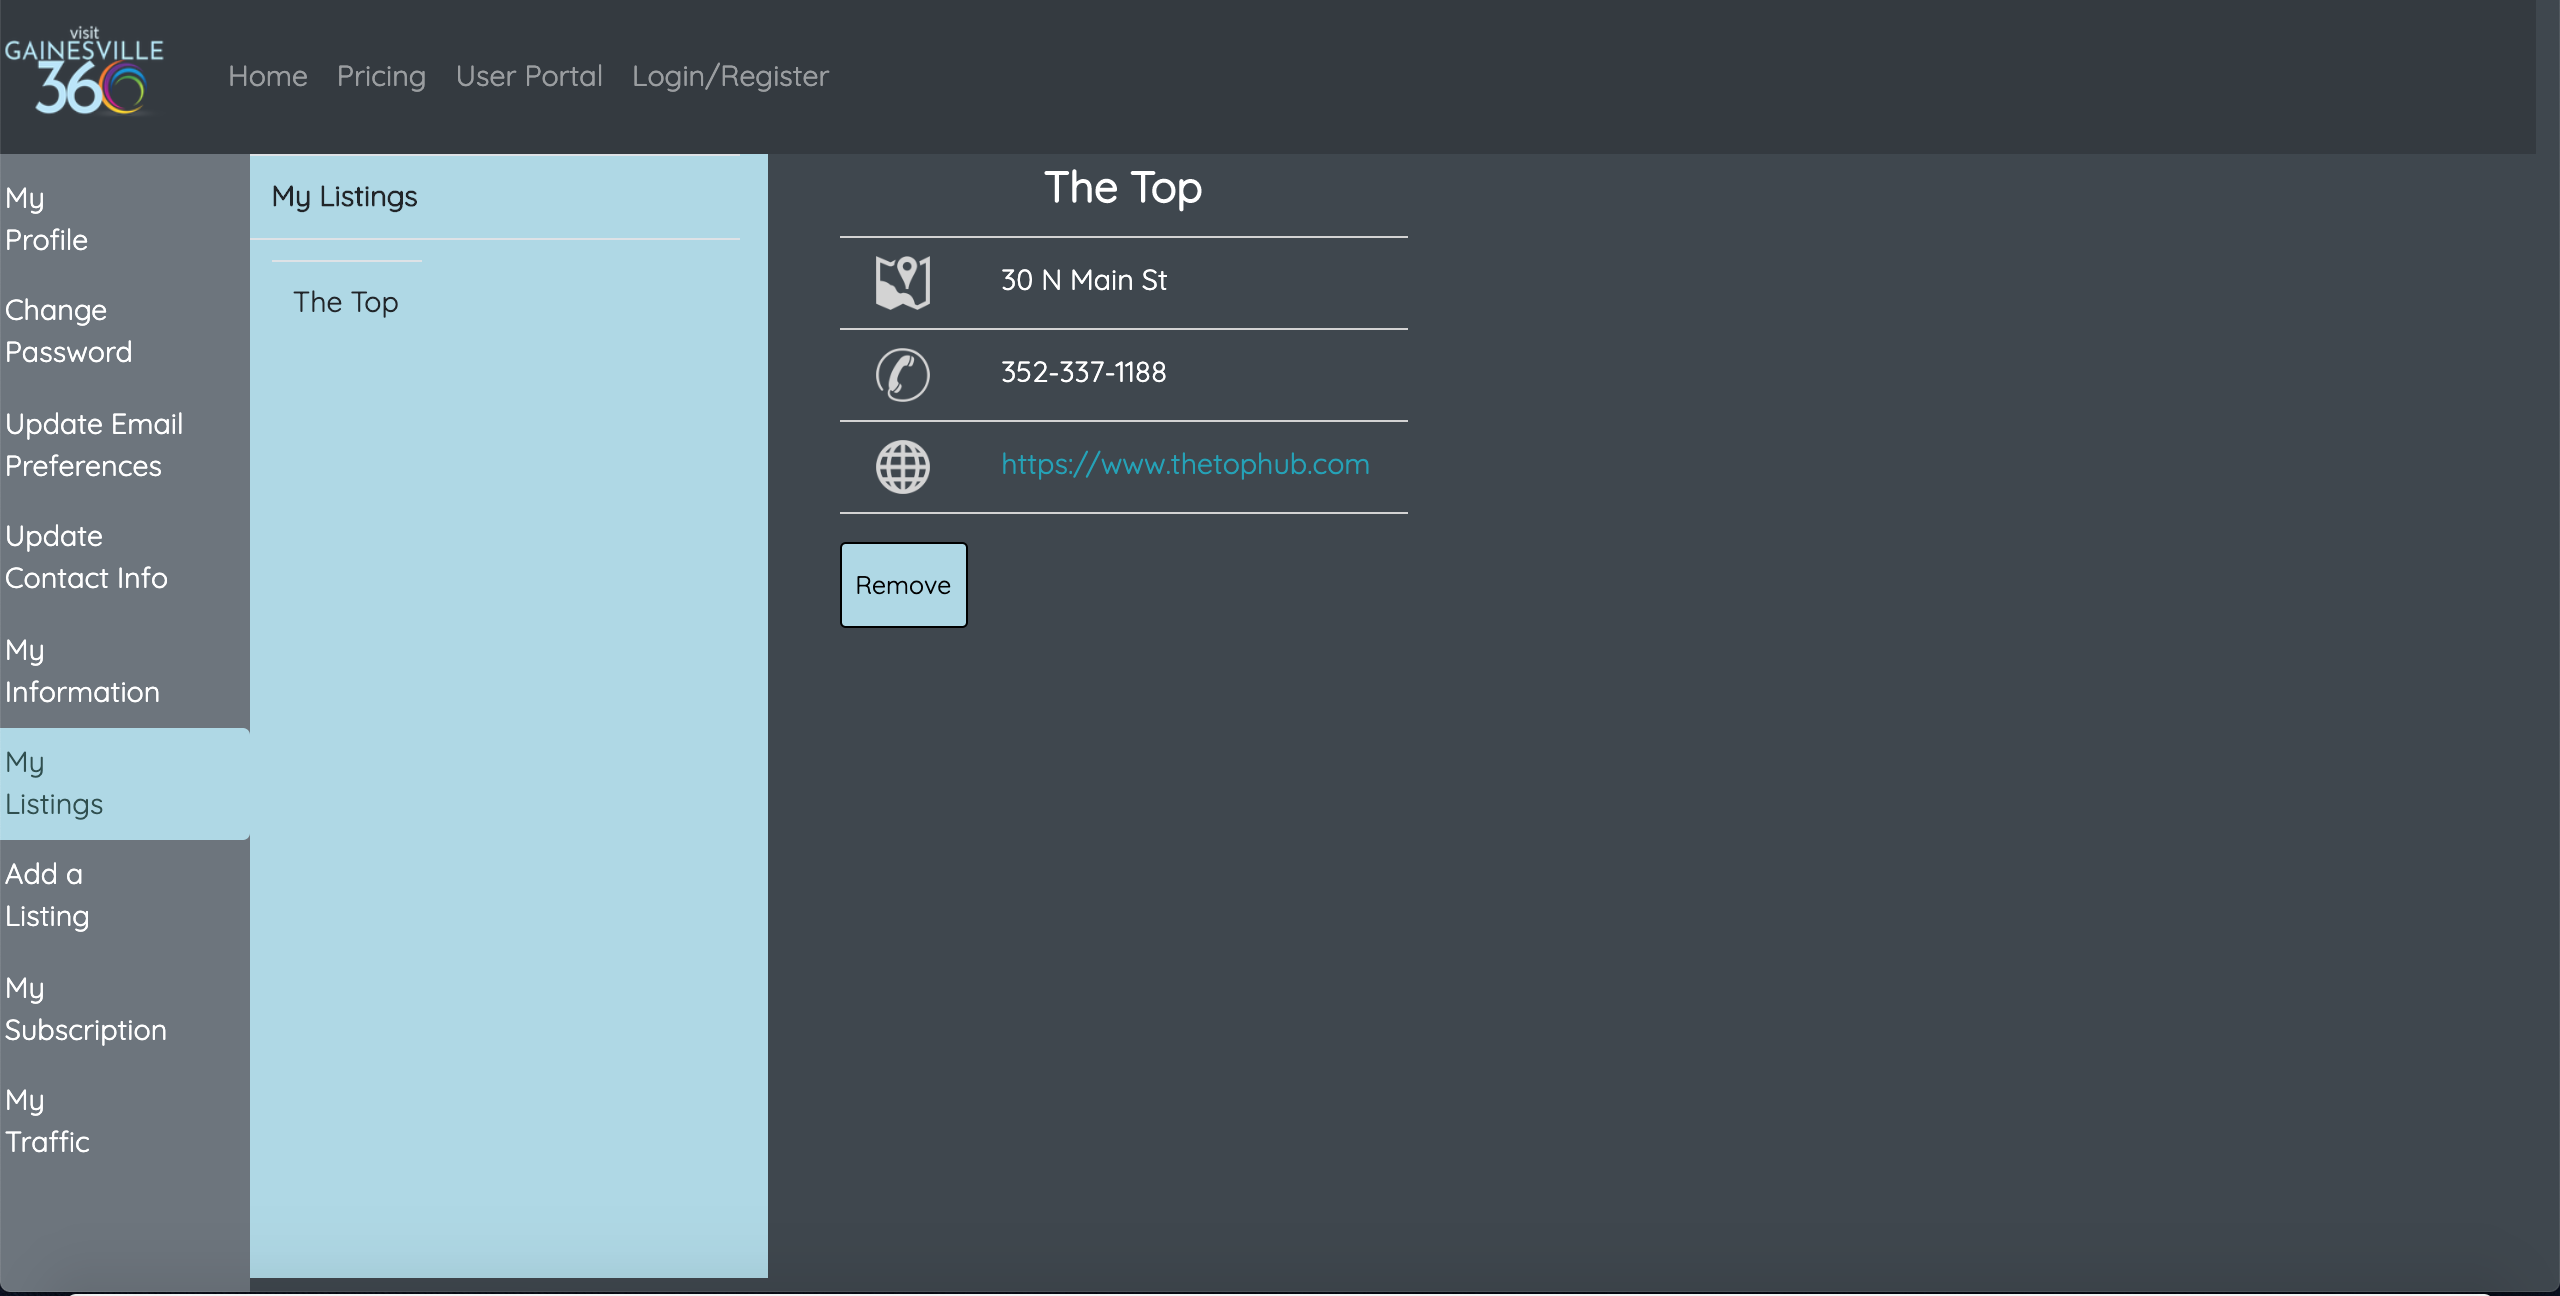 visit
GAINESVILLE
360
Home Pricing User Portal Login/Register
My
Profile
Change
Password
Update Email
Preferences
Update
Contact Info
My
Information
My
Listings
Add a
Listing
My
Subscription
My
Traffic
My Listings
The Top
The Top
30 N Main St
352-337-1188
https://www.thetophub.com
Remove